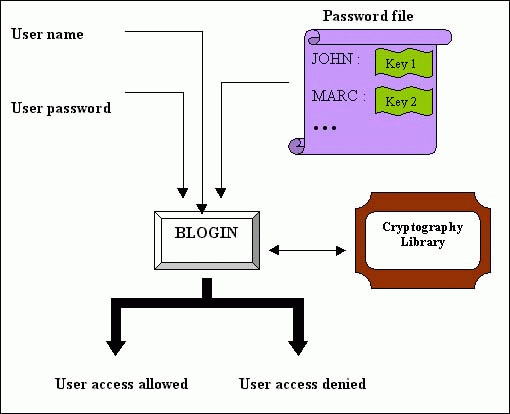 Password file
User name
JOHN :
Key 1
User password
MARC :
Key 2
...
BLOGIN
Cryptography
Library
User access allowed
User access denied